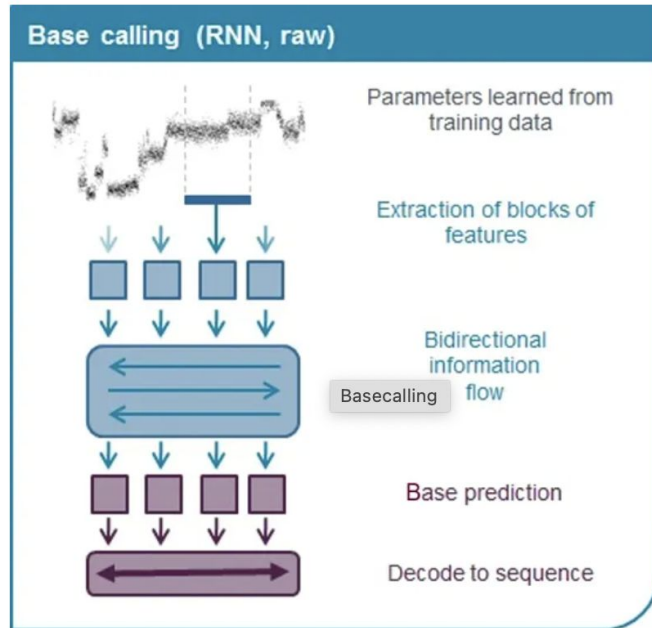 Base calling (RNN, raw)
Parameters learned from
training data
Extraction of blocks of
features
Bidirectional
information
flow
Basecalling
Base prediction
Decode to sequence